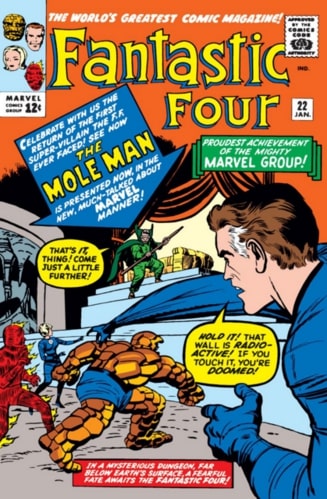 THE WORLD'S GREATEST COMIC MAGAZINE!
APPROVED
BY THE
COMICS
CODE
AUTHORITY
Fantastic
Four
IND.
MARVEL
COMICS
GROUP
12¢
22
JAN.
CELEBRATE WITH US THE
RETURN OF THE FIRST
SUPER-VILLAIN THE F.F.
EVER FACED! SEE HOW
THE
MOLE MAN
IS PRESENTED NOW, IN THE
NEW, MUCH-TALKED ABOUT
MARVEL
MANNER!
PROUDEST ACHIEVEMENT
OF THE MIGHTY
MARVEL GROUP!
THAT'S IT,
THING! COME
JUST A LITTLE
FURTHER!
HOLD IT! THAT
WALL IS RADIO-
ACTIVE! IF YOU
TOUCH IT, YOU'RE
DOOMED!
IN A MYSTERIOUS DUNGEON, FAR
BELOW EARTH'S SURFACE, A FEARFUL
FATE AWAITS THE FANTASTIC FOUR!